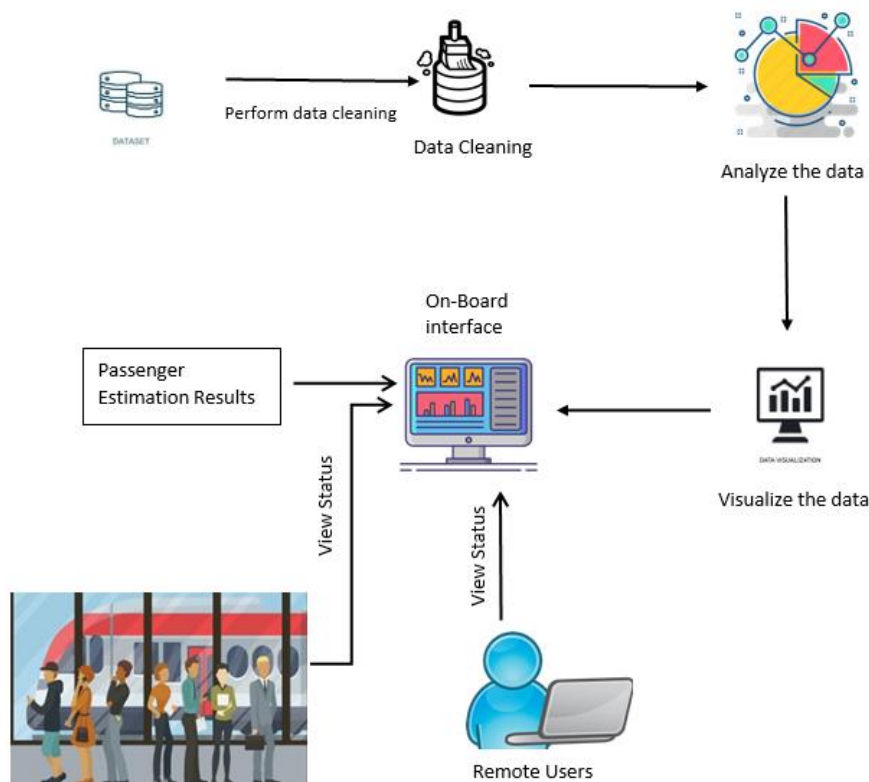 DATASET
Perform data cleaning
Data Cleaning
Analyze the data
On-Board
interface
Passenger
Estimation Results
DATA VISUALIZATION
Visualize the data
View Status
View Status
Remote Users